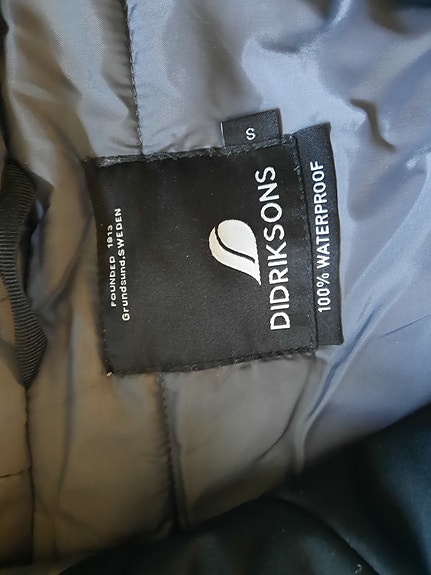 S
FOUNDED 1913
Grundsund, SWEDEN
DIDRIKSONS
100% WATERPROOF